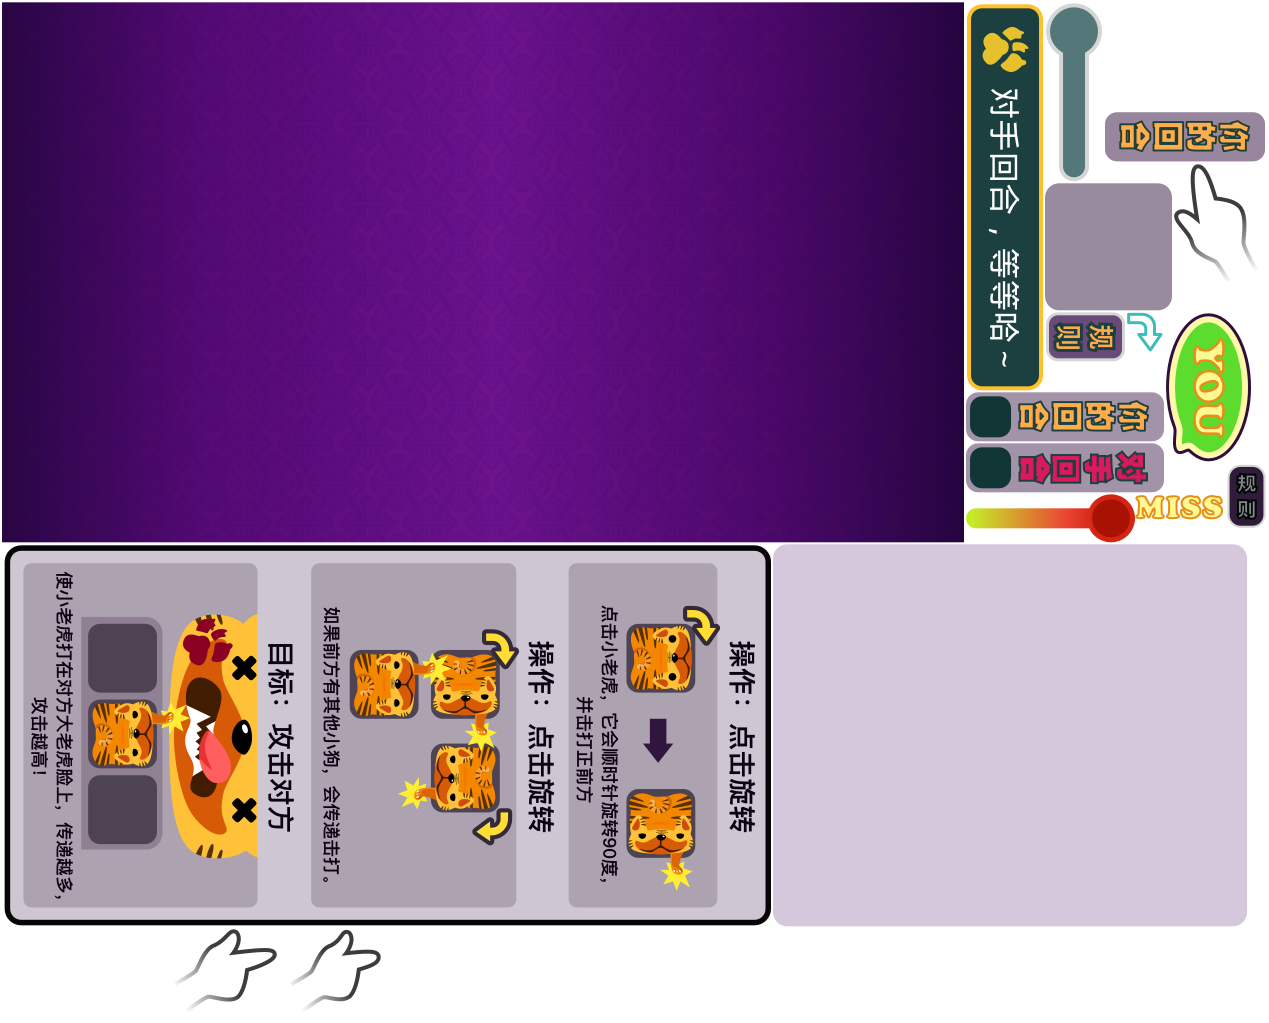 对手回合，等等哈~
你的回合
规则
YOU
你的回合
对手回合
MISS
规则
操作：点击旋转
点击小老虎，它会顺时针旋转90度，
并击打正前方
操作：点击旋转
如果前方有其他小狗，会传递击打。
目标：攻击对方
使小老虎打在对方大老虎脸上，传递越多，
攻击越高！